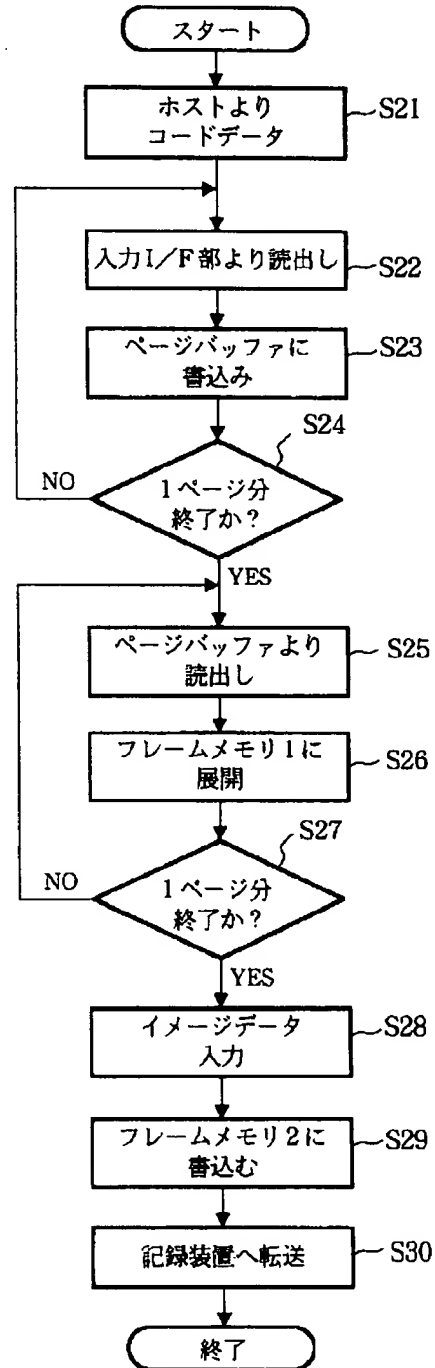 スタート
ホストより
コードデータ
S21
入力I/F部より読出し
S22
ページバッファに
書込み
S23
S24
1ページ分
終了か?
NO
YES
ページバッファより
読出し
S25
フレームメモリ1に
展開
S26
S27
1ページ分
終了か?
NO
YES
イメージデータ
入力
S28
フレームメモリ2に
書込む
S29
記録装置へ転送
S30
終了